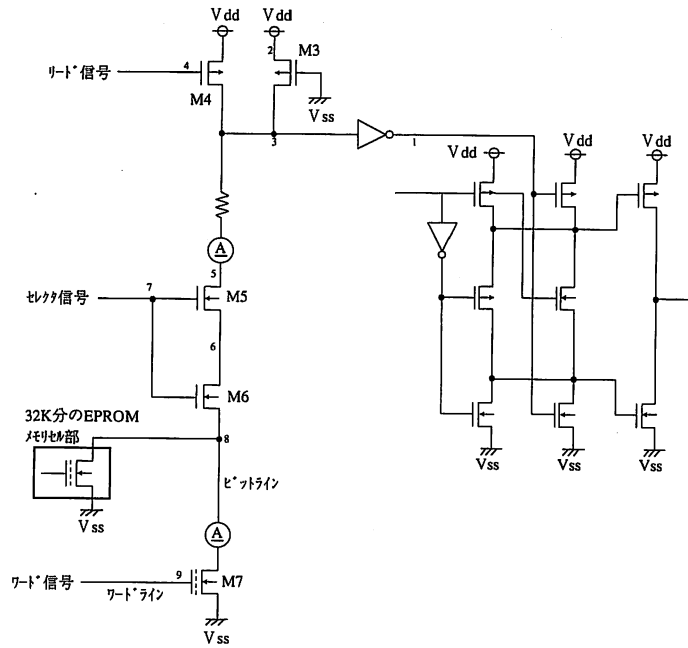 Vdd
Vdd
2
M3
リード信号
4
M4
Vss
3
1
Vdd
Vdd
Vdd
A
5
セレクタ信号
7
M5
6
M6
32K分のEPROM
メモリセル部
8
Vss
ビットライン
Vss
Vss
Vss
A
ワード信号
9
M7
ワードライン
Vss